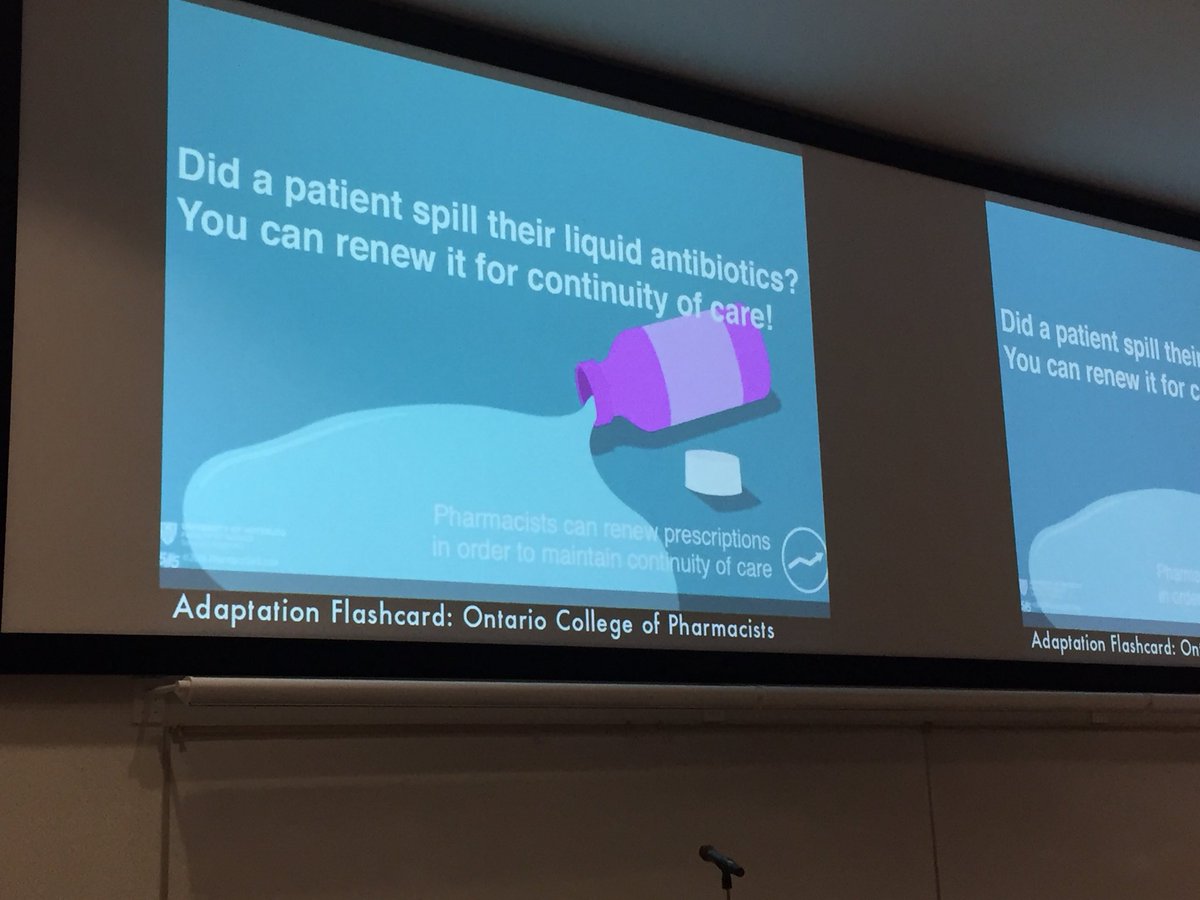 Did a patient spill their liquid antibiotics?
You can renew it for continuity of care!
Pharmacists can renew prescriptions
in order to maintain continuity of care
Adaptation Flashcard: Ontario College of Pharmacists
Did a patient spill their
You can renew it for c
Adaptation Flashcard: On